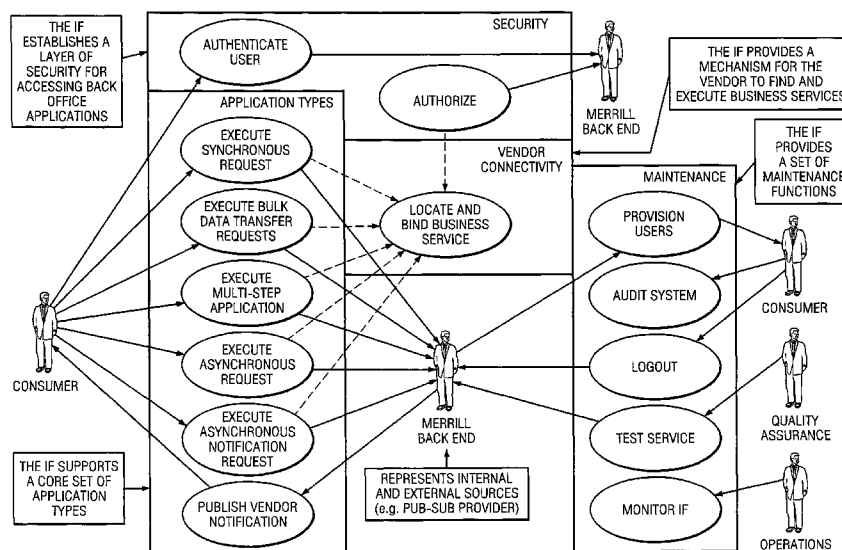 THE IF
ESTABLISHES A
LAYER OF
SECURITY FOR
ACCESSING BACK
OFFICE
APPLICATIONS
SECURITY
AUTHENTICATE
USER
AUTHORIZE
MERRILL
BACK END
THE IF PROVIDES A
MECHANISM FOR THE
VENDOR TO FIND AND
EXECUTE BUSINESS SERVICES
APPLICATION TYPES
EXECUTE
SYNCHRONOUS
REQUEST
EXECUTE BULK
DATA TRANSFER
REQUESTS
EXECUTE
MULTI-STEP
APPLICATION
EXECUTE
ASYNCHRONOUS
REQUEST
EXECUTE
ASYNCHRONOUS
NOTIFICATION
REQUEST
PUBLISH VENDOR
NOTIFICATION
CONSUMER
THE IF SUPPORTS
A CORE SET OF
APPLICATION
TYPES
VENDOR
CONNECTIVITY
LOCATE AND
BIND BUSINESS
SERVICE
MERRILL
BACK END
REPRESENTS INTERNAL
AND EXTERNAL SOURCES
(e.g. PUB-SUB PROVIDER)
THE IF
PROVIDES
A SET OF
MAINTENANCE
FUNCTIONS
MAINTENANCE
PROVISION
USERS
AUDIT SYSTEM
LOGOUT
TEST SERVICE
MONITOR IF
CONSUMER
QUALITY
ASSURANCE
OPERATIONS